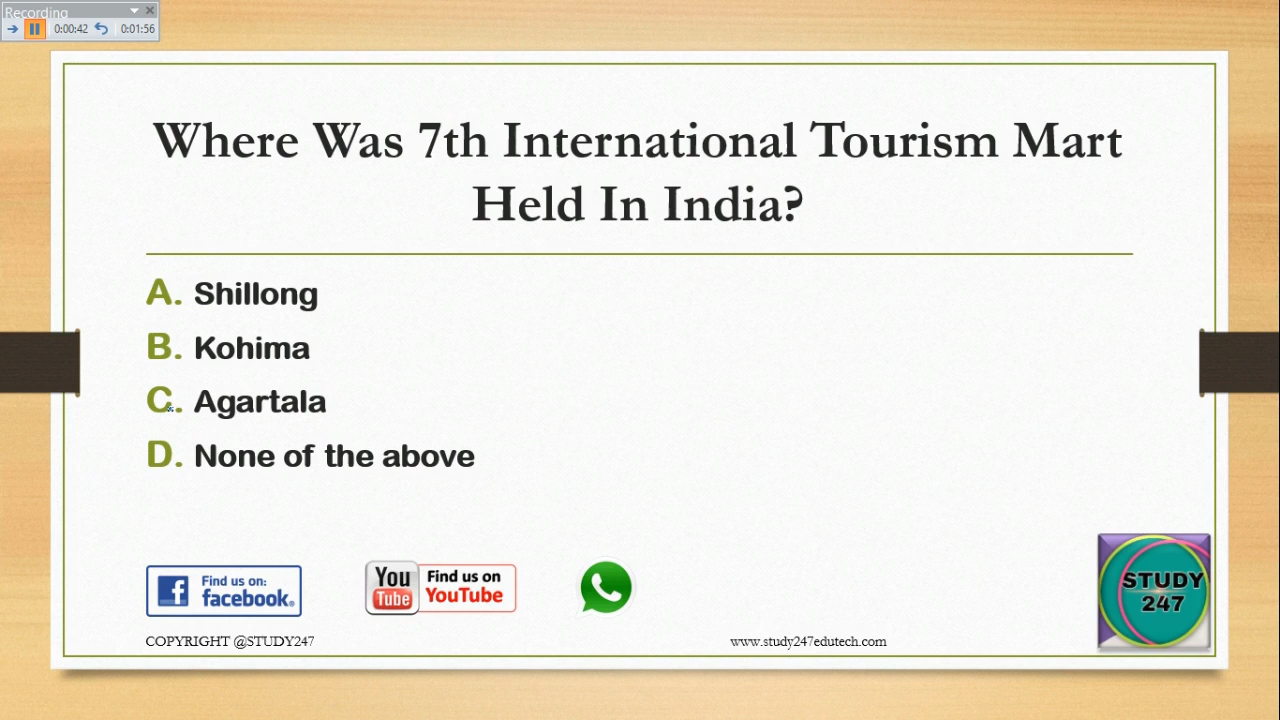 Recording
0:00:42 0:01:56
Where Was 7th International Tourism Mart
Held In India?
A. Shillong
B. Kohima
C. Agartala
D. None of the above
Find us on:
facebook.
You
Tube
Find us on
YouTube
STUDY
247
COPYRIGHT @STUDY247
www.study247edutech.com